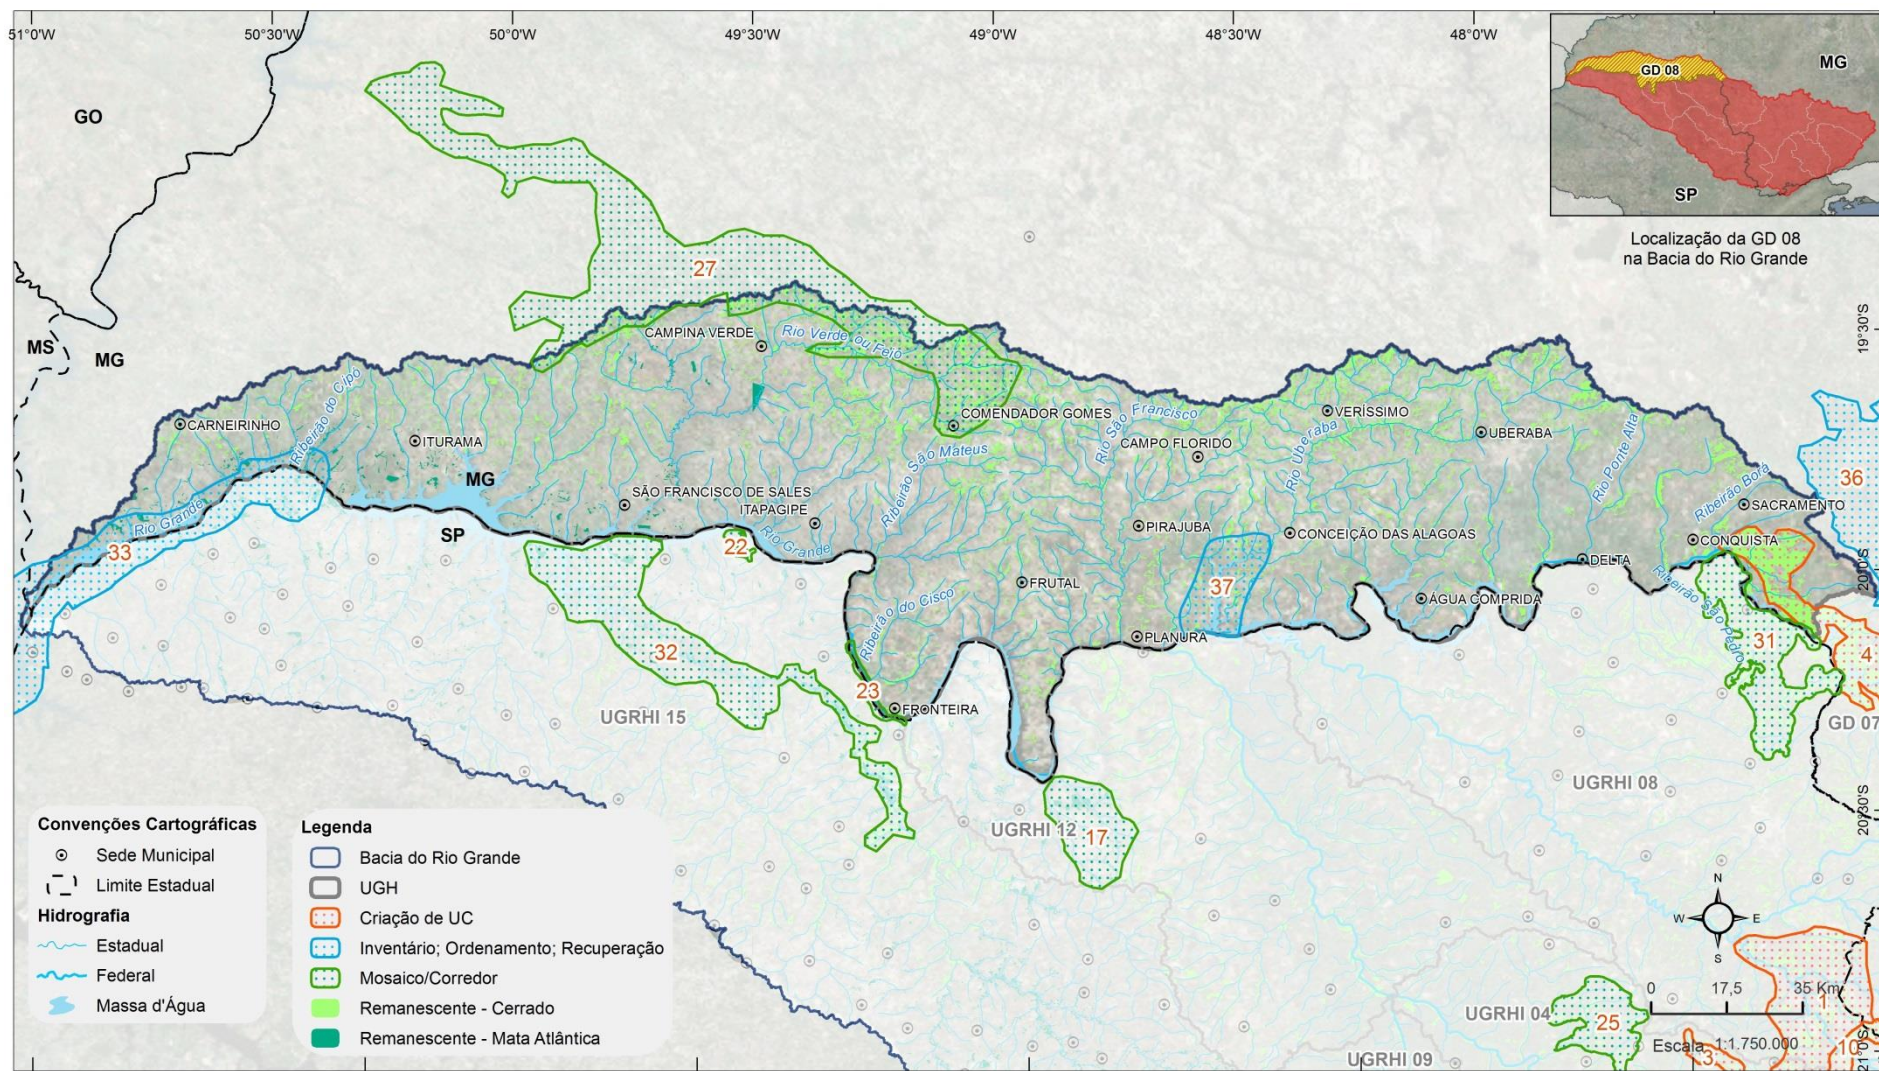 51°0'W
50°30'W
50°0'W
49°30'W
49°0'W
48°30'W
48°0'W
GO
MS
MG
27
GD 08
MG
SP
Localização da GD 08
na Bacia do Rio Grande
19°30'S
CAMPINA VERDE
Rio Verde ou Feio
CARNEIRINHO
Ribeirão do Cipó
ITURAMA
COMENDADOR GOMES
Rio São Francisco
VERÍSSIMO
CAMPO FLORIDO
Rio Uberaba
UBERABA
Rio Ponte Alta
Ribeirão São Mateus
MG
SP
SÃO FRANCISCO DE SALES
ITAPAGIPE
Rio Grande
Rio Grande
33
22
PIRAJUBA
CONCEIÇÃO DAS ALAGOAS
Ribeirão Borá
SACRAMENTO
36
CONQUISTA
DELTA
20°0'S
FRUTAL
37
ÁGUA COMPRIDA
Ribeirão do Cisco
PLANURA
Ribeirão São Pedro
31
4
32
23
FRONTEIRA
UGRHI 15
GD 07
UGRHI 08
20°30'S
UGRHI 12
17
Convenções Cartográficas
Sede Municipal
Limite Estadual
Hidrografia
Estadual
Federal
Massa d'Água
Legenda
Bacia do Rio Grande
UGH
Criação de UC
Inventário; Ordenamento; Recuperação
Mosaico/Corredor
Remanescente - Cerrado
Remanescente - Mata Atlântica
N
W
E
S
0
17,5
35 Km
Escala 1:1.750.000
UGRHI 04
25
UGRHI 09
1
3
10
21°0'S